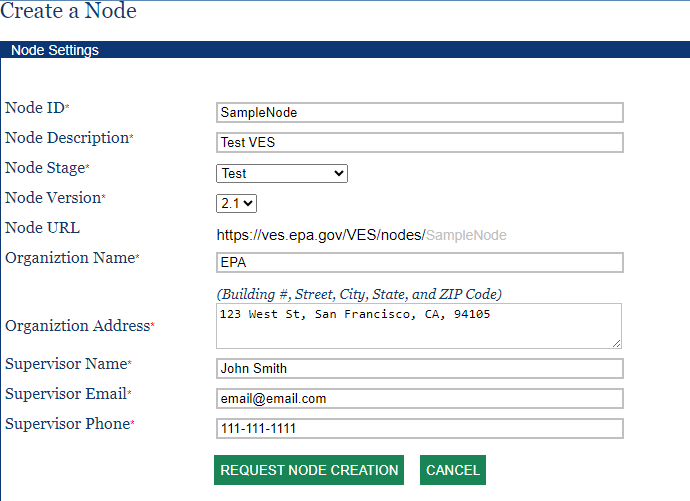 Create a Node
Node Settings
Node ID* SampleNode
Node Description* Test VES
Node Stage* Test
Node Version* 2.1
Node URL https://ves.epa.gov/VES/nodes/SampleNode
Organiztion Name* EPA
(Building #, Street, City, State, and ZIP Code)
Organiztion Address* 123 West St, San Francisco, CA, 94105
Supervisor Name* John Smith
Supervisor Email* email@email.com
Supervisor Phone* 111-111-1111
REQUEST NODE CREATION CANCEL